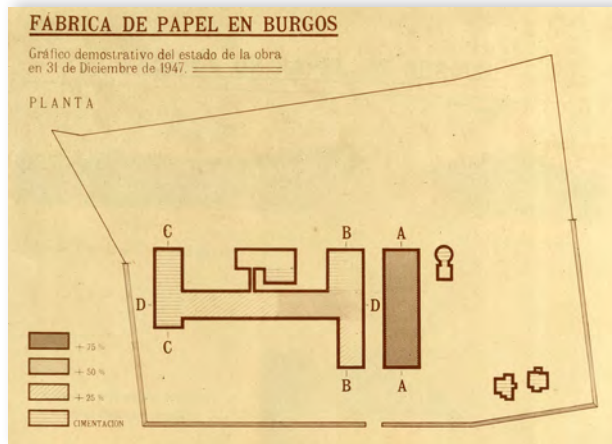 FÁBRICA DE PAPEL EN BURGOS
Gráfico demostrativo del estado de la obra
en 31 de Diciembre de 1947.
PLANTA
C B A
D D
C
B A
+ 75 %
+ 50 %
+ 25 %
CIMENTACION